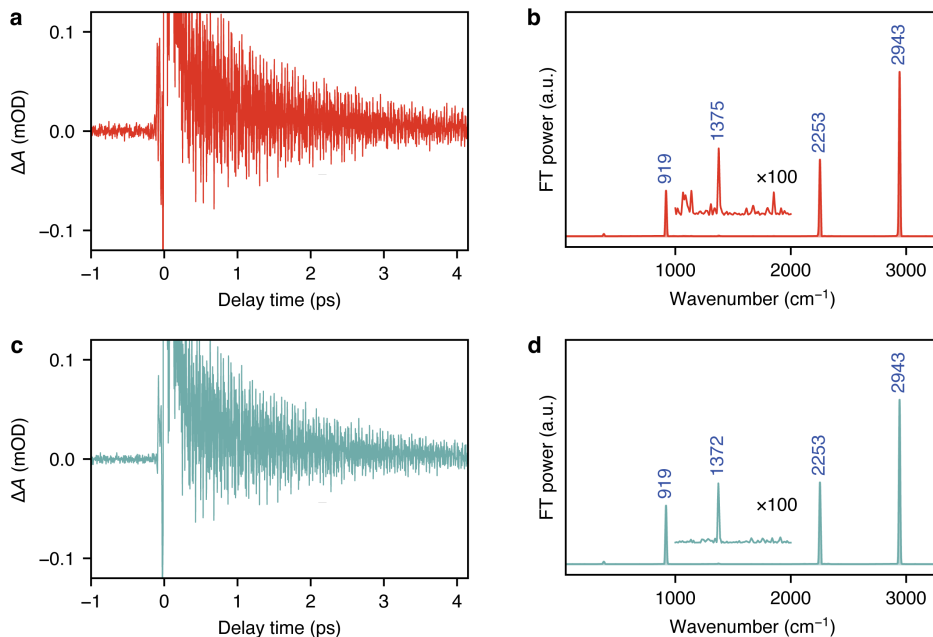 a
ΔA (mOD)
0.1
0.0
−0.1
−1
0
1
2
3
4
Delay time (ps)
b
FT power (a.u.)
919
1375
×100
2253
2943
1000
2000
3000
Wavenumber (cm⁻¹)
c
ΔA (mOD)
0.1
0.0
−0.1
−1
0
1
2
3
4
Delay time (ps)
d
FT power (a.u.)
919
1372
×100
2253
2943
1000
2000
3000
Wavenumber (cm⁻¹)